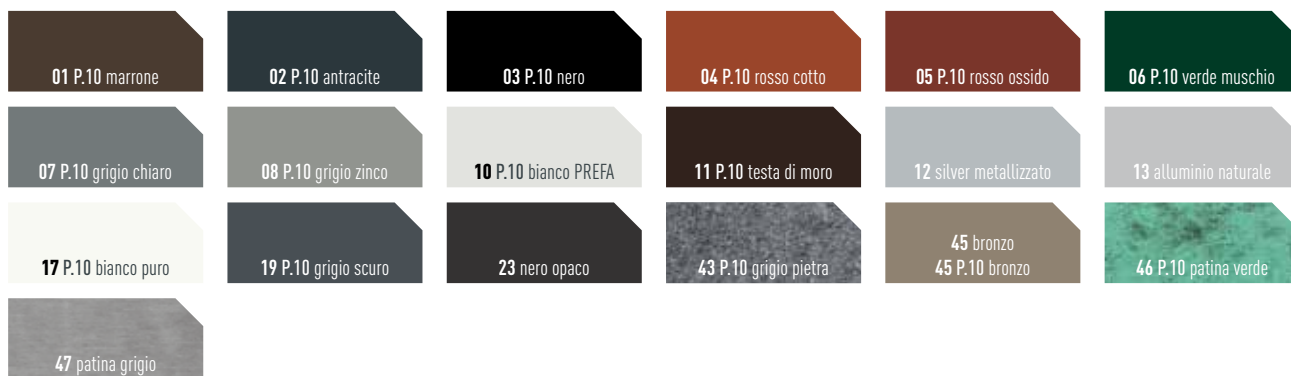 01 P.10 marrone
02 P.10 antracite
03 P.10 nero
04 P.10 rosso cotto
05 P.10 rosso ossido
06 P.10 verde muschio
07 P.10 grigio chiaro
08 P.10 grigio zinco
10 P.10 bianco PREFA
11 P.10 testa di moro
12 silver metallizzato
13 alluminio naturale
17 P.10 bianco puro
19 P.10 grigio scuro
23 nero opaco
43 P.10 grigio pietra
45 bronzo
45 P.10 bronzo
46 P.10 patina verde
47 patina grigio